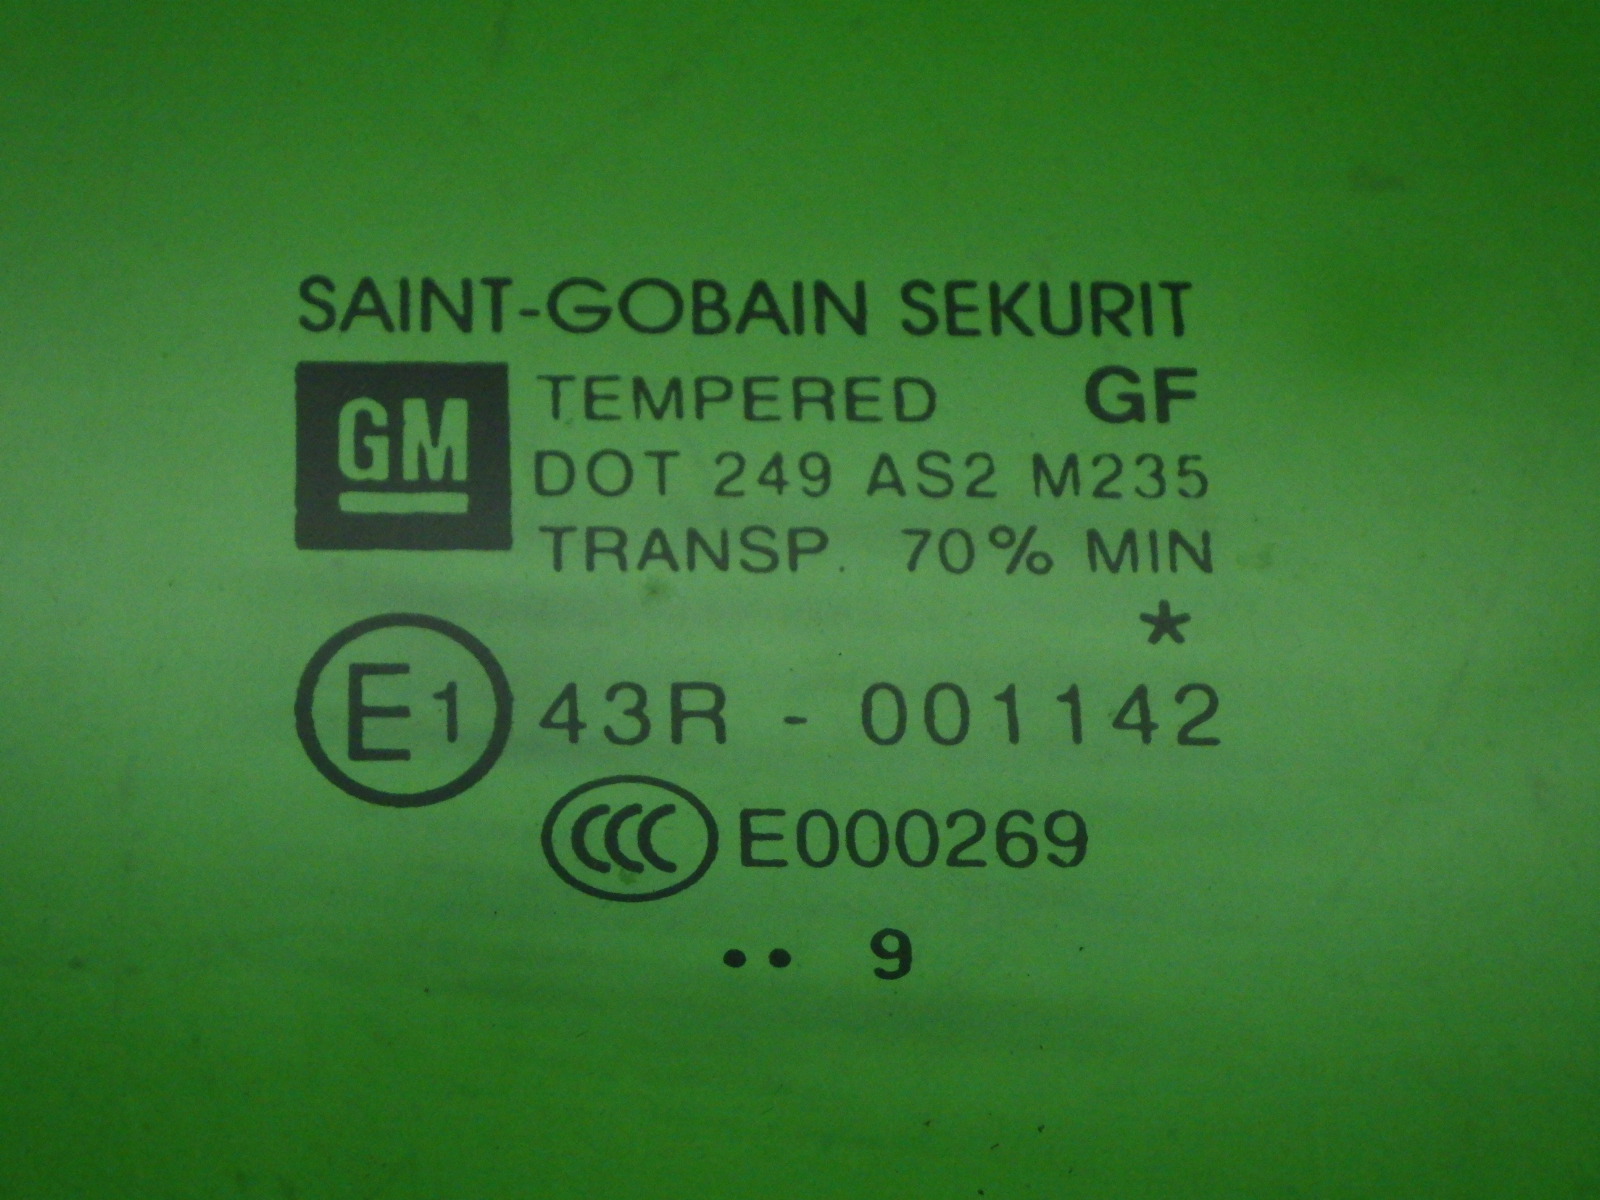 SAINT-GOBAIN SEKURIT
GM TEMPERED GF
DOT 249 AS2 M235
TRANSP. 70% MIN
*
E1 43R - 001142
CCC E000269
•• 9